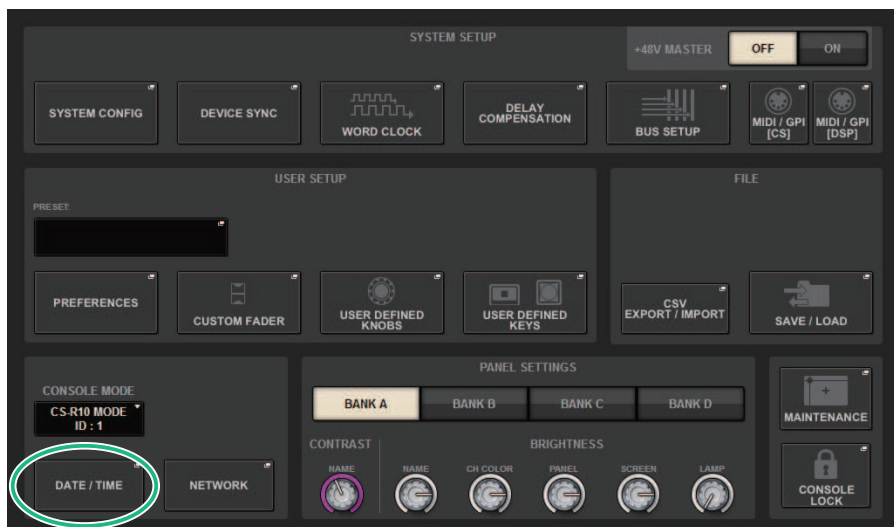 SYSTEM SETUP
+48V MASTER
OFF
ON
SYSTEM CONFIG
DEVICE SYNC
WORD CLOCK
DELAY
COMPENSATION
BUS SETUP
MIDI / GPI
[CS]
MIDI / GPI
[DSP]
USER SETUP
PRESET
PREFERENCES
CUSTOM FADER
USER DEFINED
KNOBS
USER DEFINED
KEYS
FILE
CSV
EXPORT / IMPORT
SAVE / LOAD
CONSOLE MODE
CS-R10 MODE
ID : 1
DATE / TIME
NETWORK
PANEL SETTINGS
BANK A
BANK B
BANK C
BANK D
CONTRAST
BRIGHTNESS
NAME
NAME
CH COLOR
PANEL
SCREEN
LAMP
MAINTENANCE
CONSOLE
LOCK